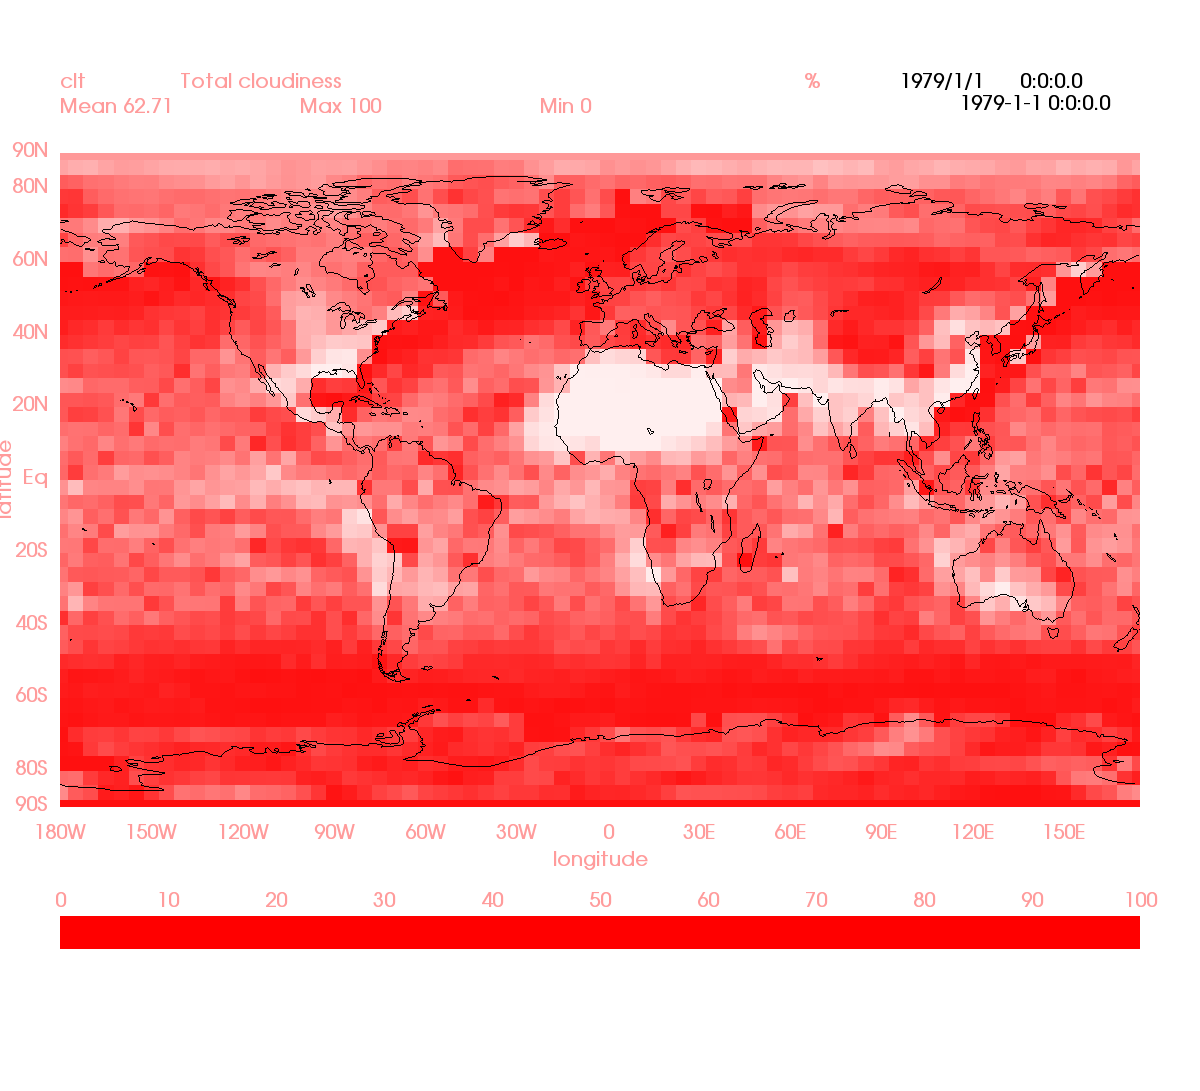 clt Total cloudiness % 1979/1/1 0:0:0.0
Mean 62.71 Max 100 Min 0 1979-1-1 0:0:0.0
90N
80N
60N
40N
20N
Eq
20S
40S
60S
80S
90S
latitude
180W 150W 120W 90W 60W 30W 0 30E 60E 90E 120E 150E
longitude
0 10 20 30 40 50 60 70 80 90 100